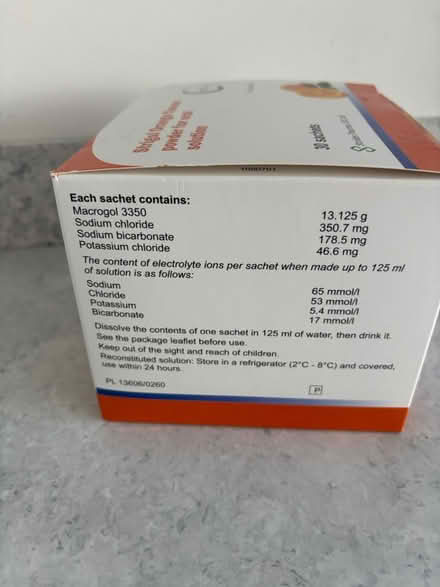 Orange
powder for oral
solution
30 sachets
Each sachet contains:
Macrogol 3350 13.125 g
Sodium chloride 350.7 mg
Sodium bicarbonate 178.5 mg
Potassium chloride 46.6 mg
The content of electrolyte ions per sachet when made up to 125 ml
of solution is as follows:
Sodium 65 mmol/l
Chloride 53 mmol/l
Potassium 5.4 mmol/l
Bicarbonate 17 mmol/l
Dissolve the contents of one sachet in 125 ml of water, then drink it.
See the package leaflet before use.
Keep out of the sight and reach of children.
Reconstituted solution: Store in a refrigerator (2°C - 8°C) and covered,
use within 24 hours.
PL 13606/0260
P